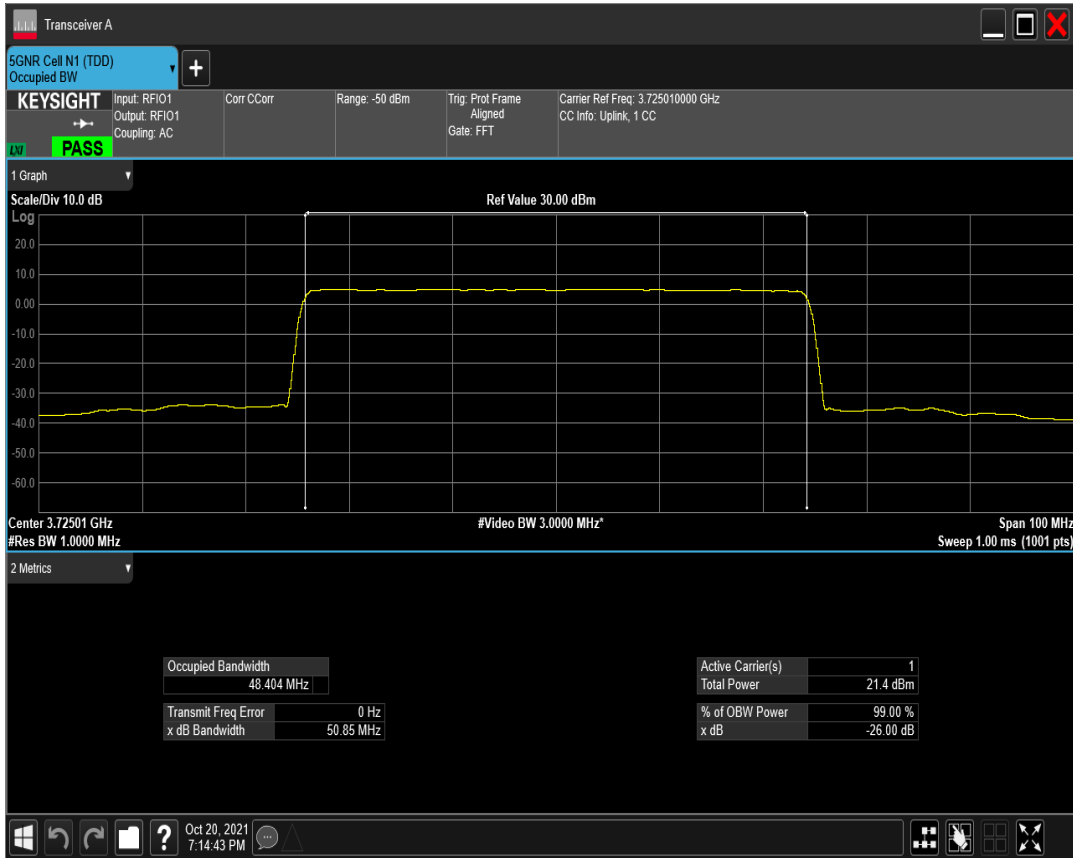 Transceiver A
5GNR Cell N1 (TDD)
Occupied BW
+
KEYSIGHT
LXI
PASS
Input: RFIO1
Output: RFIO1
Coupling: AC
Corr CCorr
Range: -50 dBm
Trig: Prot Frame
Aligned
Gate: FFT
Carrier Ref Freq: 3.725010000 GHz
CC Info: Uplink, 1 CC
1 Graph
Scale/Div 10.0 dB
Ref Value 30.00 dBm
Log
20.0
10.0
0.00
-10.0
-20.0
-30.0
-40.0
-50.0
-60.0
Center 3.72501 GHz
#Video BW 3.0000 MHz*
Span 100 MHz
#Res BW 1.0000 MHz
Sweep 1.00 ms (1001 pts)
2 Metrics
Occupied Bandwidth
48.404 MHz
Transmit Freq Error 0 Hz
x dB Bandwidth 50.85 MHz
Active Carrier(s) 1
Total Power 21.4 dBm
% of OBW Power 99.00 %
x dB -26.00 dB
?
Oct 20, 2021
7:14:43 PM